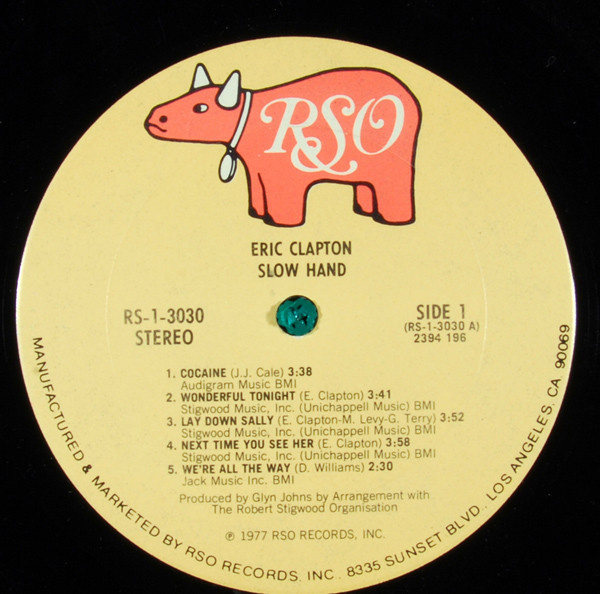 RSO
ERIC CLAPTON
SLOW HAND
RS-1-3030
STEREO
SIDE 1
(RS-1-3030 A)
2394 196
1. COCAINE (J.J. Cale) 3:38
Audigram Music BMI
2. WONDERFUL TONIGHT (E. Clapton) 3:41
Stigwood Music, Inc. (Unichappell Music) BMI
3. LAY DOWN SALLY (E. Clapton-M. Levy-G. Terry) 3:52
Stigwood Music, Inc. (Unichappell Music) BMI
4. NEXT TIME YOU SEE HER (E. Clapton) 3:58
Stigwood Music, Inc. (Unichappell Music) BMI
5. WE'RE ALL THE WAY (D. Williams) 2:30
Jack Music Inc. BMI
Produced by Glyn Johns by Arrangement with
The Robert Stigwood Organisation
℗ 1977 RSO RECORDS, INC.
MANUFACTURED & MARKETED BY RSO RECORDS, INC. 8335 SUNSET BLVD., LOS ANGELES, CA 90069